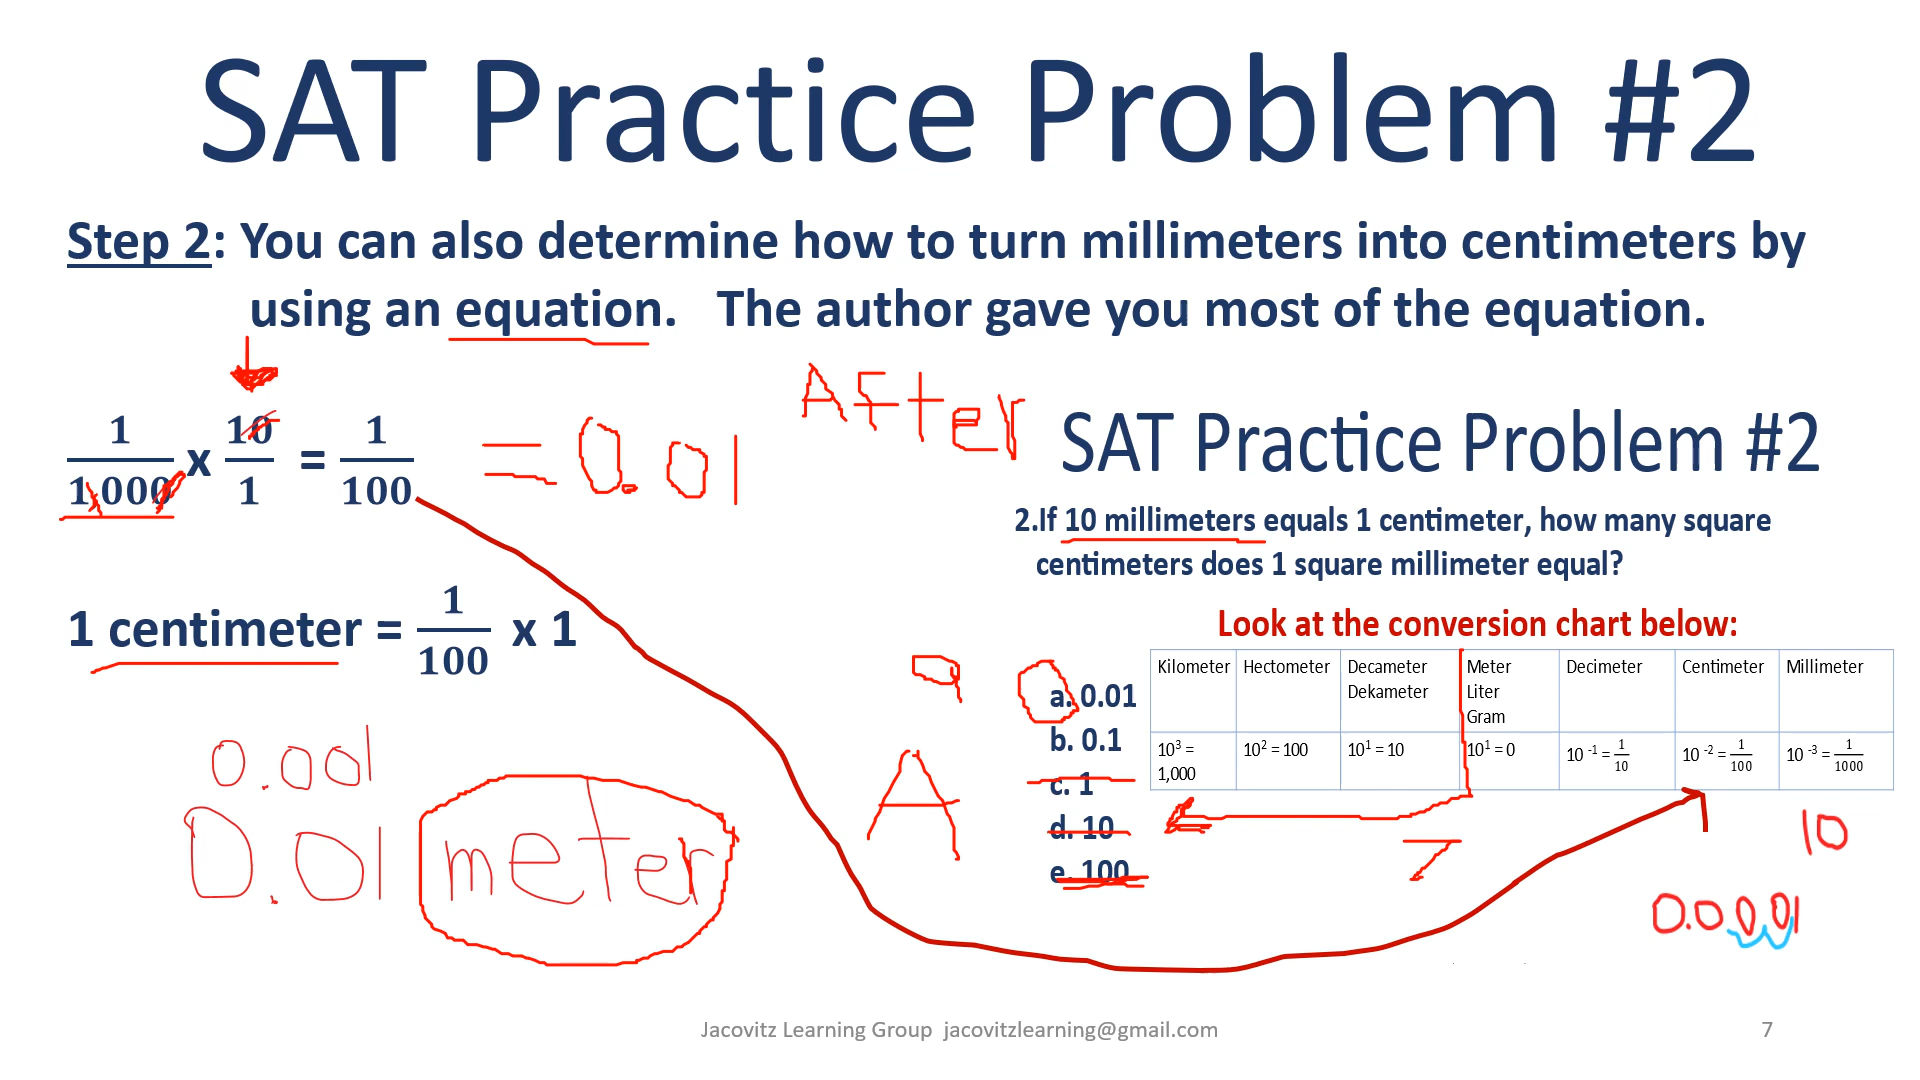 SAT Practice Problem #2
Step 2: You can also determine how to turn millimeters into centimeters by
using an equation. The author gave you most of the equation.
After
1/1,000 x 10/1 = 1/100 = 0.01
SAT Practice Problem #2
2.If 10 millimeters equals 1 centimeter, how many square
centimeters does 1 square millimeter equal?
1 centimeter = 1/100 x 1
Look at the conversion chart below:
Kilometer Hectometer Decameter Dekameter Meter Liter Gram Decimeter Centimeter Millimeter
10³ = 1,000 10² = 100 10¹ = 10 10¹ = 0 10 ⁻¹ = 1/10 10 ⁻² = 1/100 10 ⁻³ = 1/1000
a. 0.01
b. 0.1
c. 1
d. 10
e. 100
A
0.001
0.01 meter
7
10
0.0001
Jacovitz Learning Group jacovitzlearning@gmail.com 7